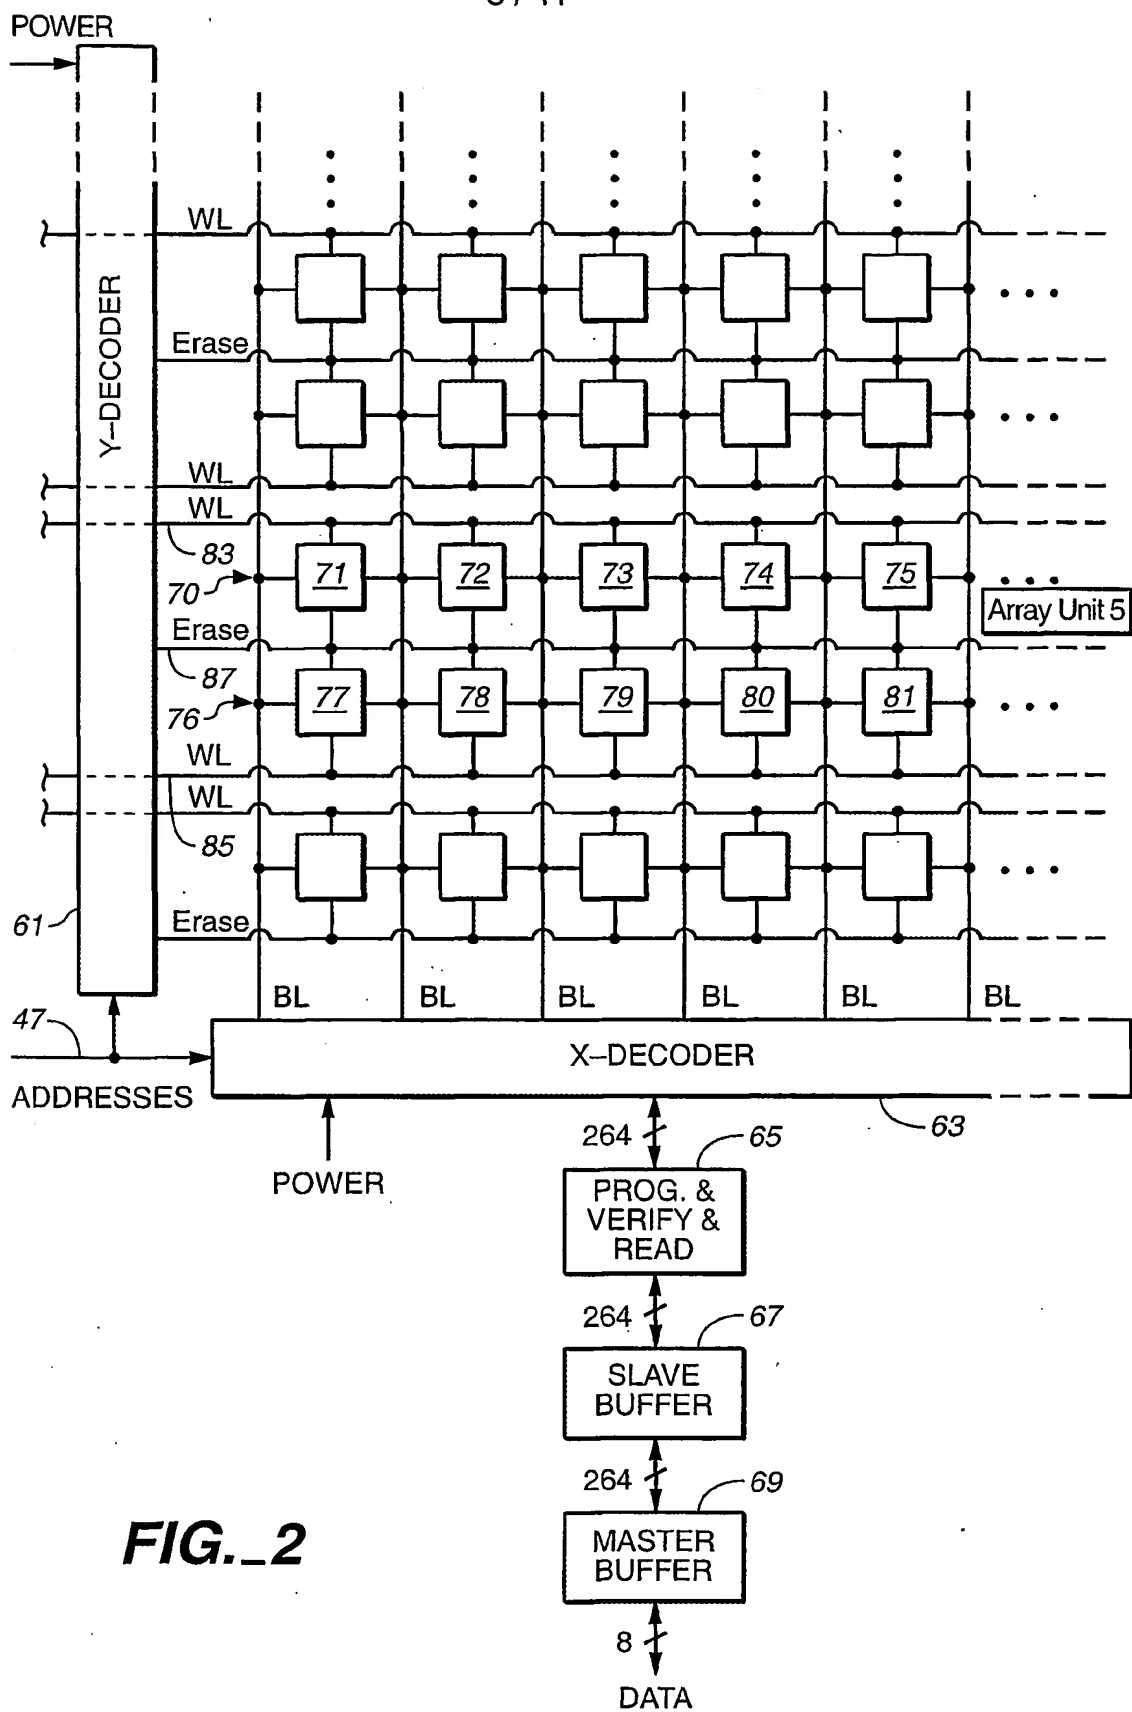 POWER
WL
Y-DECODER
Erase
WL
WL
83
70
71
72
73
74
75
Array Unit 5
Erase
87
76
77
78
79
80
81
WL
WL
85
61
Erase
BL
BL
BL
BL
BL
BL
47
X-DECODER
ADDRESSES
63
264
65
POWER
PROG. &
VERIFY &
READ
264
67
SLAVE
BUFFER
264
69
FIG._2
MASTER
BUFFER
8
DATA